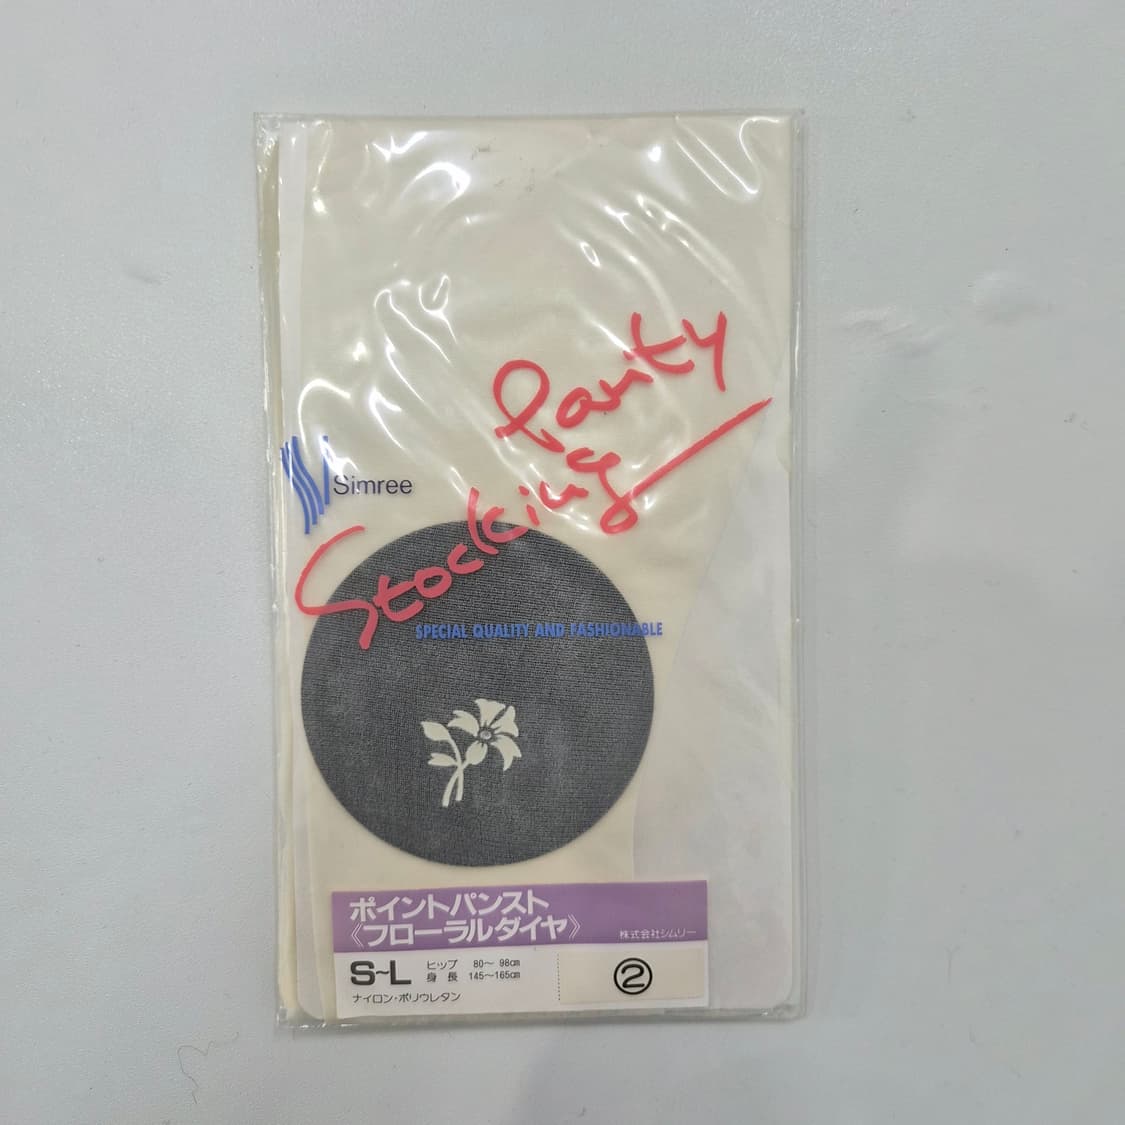 Parity
Stocking
Simree
SPECIAL QUALITY AND FASHIONABLE
ポイントパンスト
《フローラルダイヤ》
株式会社シムリー
S~L ヒップ 80～98cm
身長 145～165cm
ナイロン・ポリウレタン
②